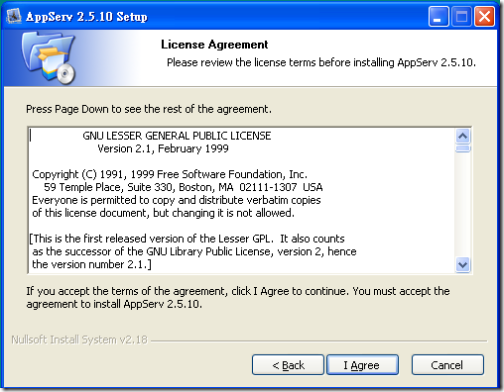 AppServ 2.5.10 Setup
License Agreement
Please review the license terms before installing AppServ 2.5.10.
Press Page Down to see the rest of the agreement.
GNU LESSER GENERAL PUBLIC LICENSE
Version 2.1, February 1999
Copyright (C) 1991, 1999 Free Software Foundation, Inc.
59 Temple Place, Suite 330, Boston, MA  02111-1307  USA
Everyone is permitted to copy and distribute verbatim copies
of this license document, but changing it is not allowed.
[This is the first released version of the Lesser GPL.  It also counts
as the successor of the GNU Library Public License, version 2, hence
the version number 2.1.]
If you accept the terms of the agreement, click I Agree to continue. You must accept the
agreement to install AppServ 2.5.10.
Nullsoft Install System v2.18
< Back
I Agree
Cancel